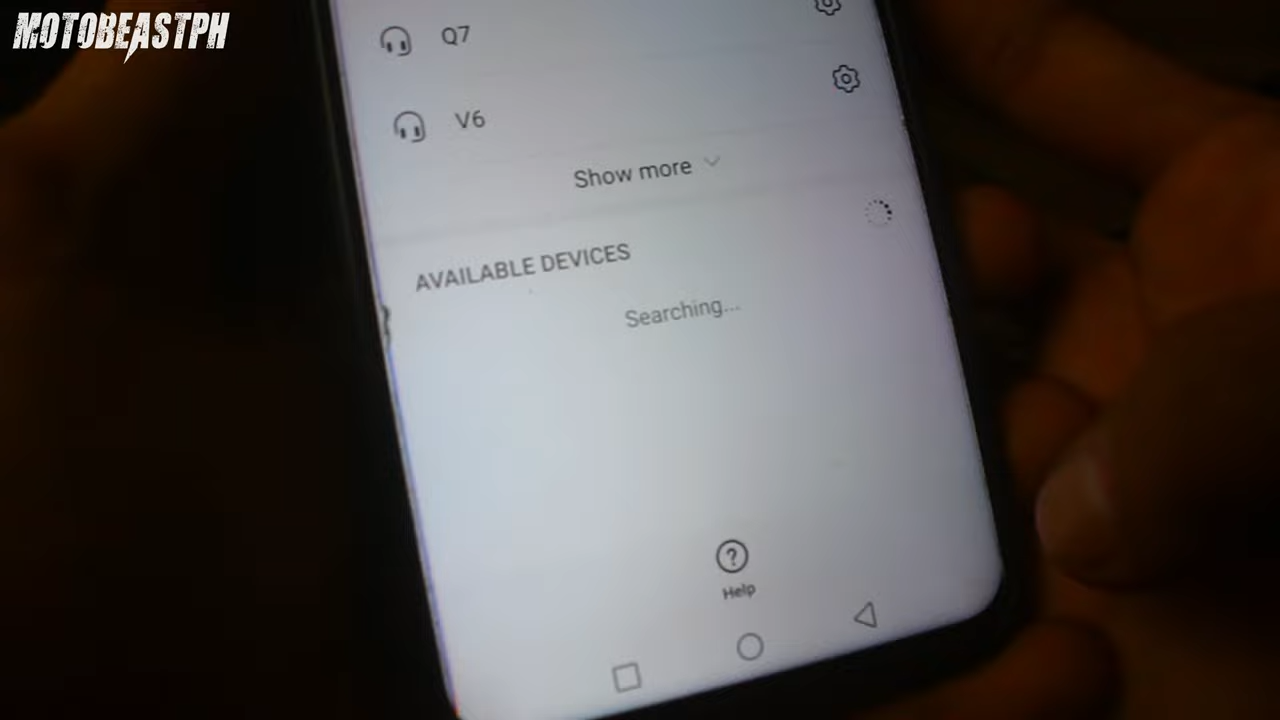 MOTOBEASTPH
Q7
V6
Show more
AVAILABLE DEVICES
Searching...
?
Help